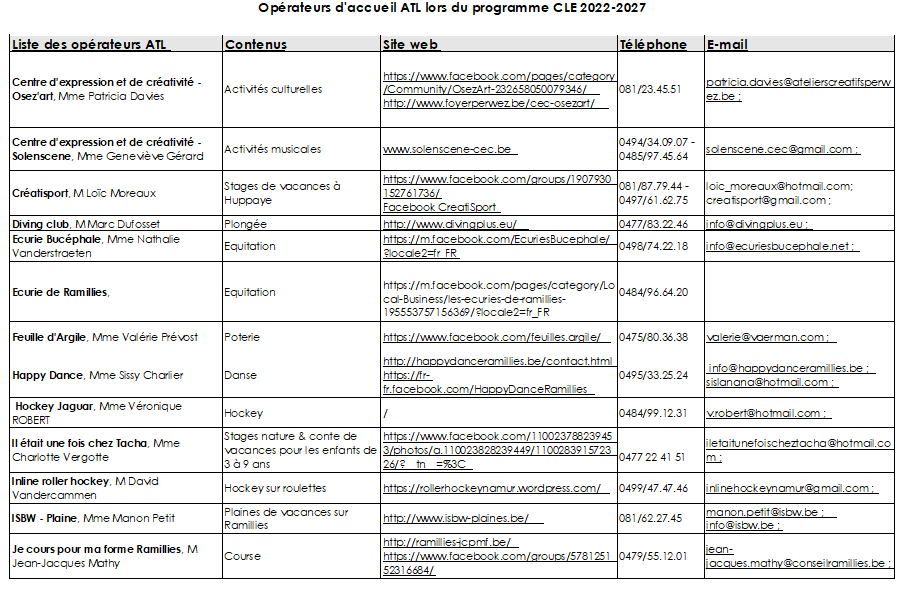 Opérateurs d'accueil ATL lors du programme CLE 2022-2027
Liste des opérateurs ATL Contenus Site web Téléphone E-mail
Centre d'expression et de créativité -
Osez'art, Mme Patricia Davies
Activités culturelles
https://www.facebook.com/pages/category
/Community/OsezArt-232658050079346/
http://www.foyerperwez.be/cec-osezart/
081/23.45.51
patricia.davies@atelierscreatifsperw
ez.be ;
Centre d'expression et de créativité -
Solenscene, Mme Geneviève Gérard
Activités musicales
www.solenscene-cec.be
0494/34.09.07 -
0485/97.45.64
solenscene.cec@gmail.com ;
Créatisport, M Loïc Moreaux
Stages de vacances à
Huppaye
https://www.facebook.com/groups/1907930
152761736/
Facebook CreatiSport
081/87.79.44 -
0497/61.62.75
loic_moreaux@hotmail.com;
creatisport@gmail.com ;
Diving club, M Marc Dufosset
Plongée
http://www.divingplus.eu/
0477/83.22.46
info@divingplus.eu ;
Ecurie Bucéphale, Mme Nathalie
Vanderstraeten
Equitation
https://m.facebook.com/EcuriesBucephale/
?locale2=fr_FR
0498/74.22.18
info@ecuriesbucephale.net ;
Ecurie de Ramillies,
Equitation
https://m.facebook.com/pages/category/Lo
cal-Business/les-ecuries-de-ramillies-
195553757156369/?locale2=fr_FR
0484/96.64.20
Feuille d'Argile, Mme Valérie Prévost
Poterie
https://www.facebook.com/feuilles.argile/
0475/80.36.38
valerie@vaerman.com ;
Happy Dance, Mme Sissy Charlier
Danse
http://happydanceramillies.be/contact.html
https://fr-
fr.facebook.com/HappyDanceRamillies
0495/33.25.24
info@happydanceramillies.be ;
sislanana@hotmail.com ;
Hockey Jaguar, Mme Véronique
ROBERT
Hockey
/
0484/99.12.31
v.robert@hotmail.com ;
Il était une fois chez Tacha, Mme
Charlotte Vergotte
Stages nature & conte de
vacances pour les enfants de
3 à 9 ans
https://www.facebook.com/11002378823945
3/photos/a.110023828239449/1100283915723
26/?__tn__=%3C
0477 22 41 51
iletaitunefoischeztacha@hotmail.co
m ;
Inline roller hockey, M David
Vandercammen
Hockey sur roulettes
https://rollerhockeynamur.wordpress.com/
0499/47.47.46
inlinehockeynamur@gmail.com ;
ISBW - Plaine, Mme Manon Petit
Plaines de vacances sur
Ramillies
http://www.isbw-plaines.be/
081/62.27.45
manon.petit@isbw.be ;
info@isbw.be ;
Je cours pour ma forme Ramillies, M
Jean-Jacques Mathy
Course
http://ramillies-jcpmf.be/
https://www.facebook.com/groups/5781251
52316684/
0479/55.12.01
jean-
jacques.mathy@conseilramillies.be ;